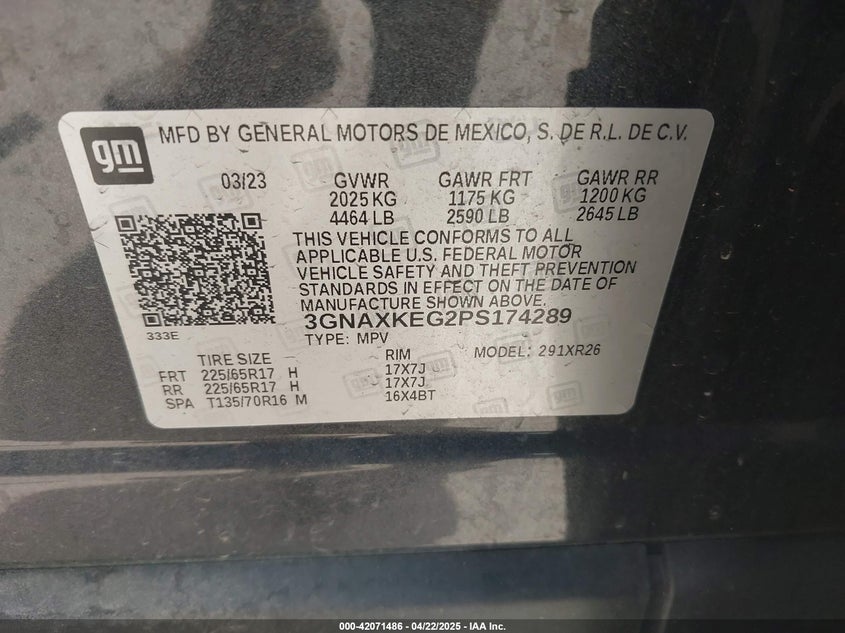 gm
MFD BY GENERAL MOTORS DE MEXICO, S. DE R.L. DE C.V.
03/23 GVWR GAWR FRT GAWR RR
2025 KG 1175 KG 1200 KG
4464 LB 2590 LB 2645 LB
THIS VEHICLE CONFORMS TO ALL
APPLICABLE U.S. FEDERAL MOTOR
VEHICLE SAFETY AND THEFT PREVENTION
STANDARDS IN EFFECT ON THE DATE OF
MANUFACTURE SHOWN ABOVE.
3GNAXKEG2PS174289
333E
TYPE: MPV MODEL: 291XR26
TIRE SIZE RIM
FRT 225/65R17 H 17X7J
RR 225/65R17 H 17X7J
SPA T135/70R16 M 16X4BT
000-42071486 - 04/22/2025 - IAA Inc.